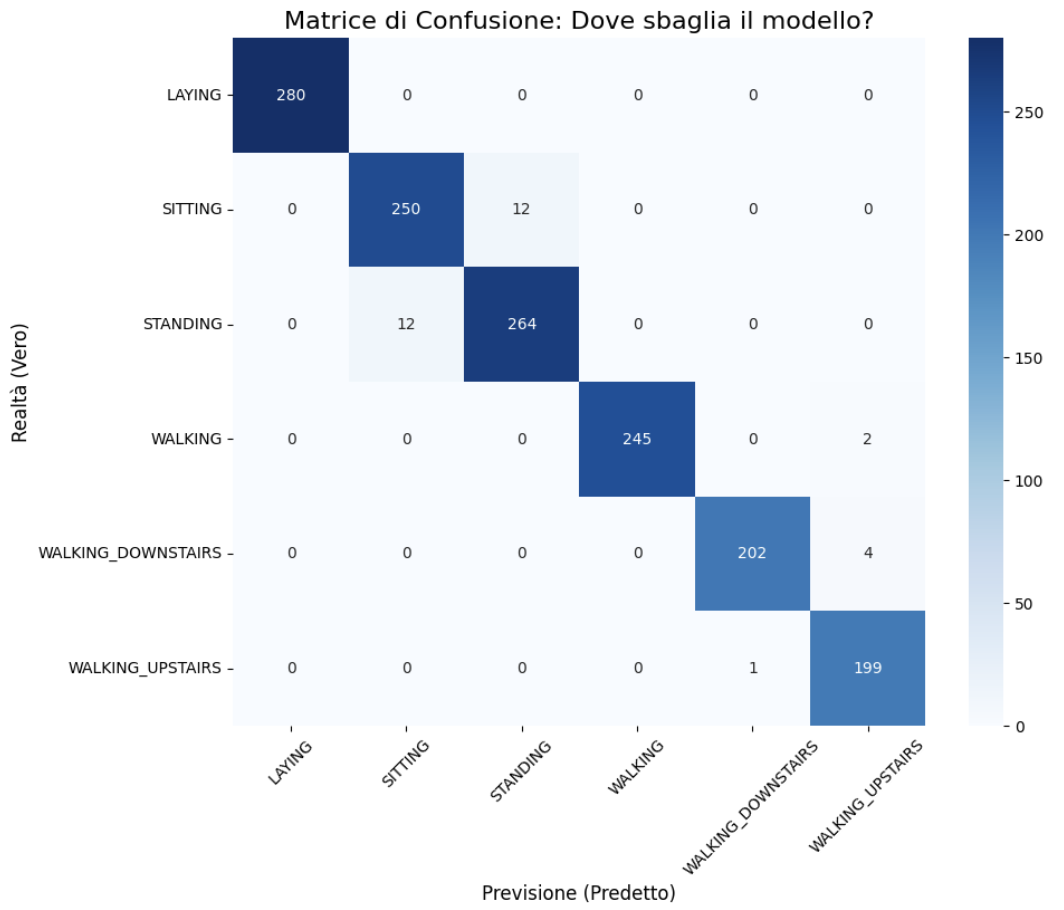 Matrice di Confusione: Dove sbaglia il modello?
Realtà (Vero)
LAYING 280 0 0 0 0 0
SITTING 0 250 12 0 0 0
STANDING 0 12 264 0 0 0
WALKING 0 0 0 245 0 2
WALKING_DOWNSTAIRS 0 0 0 0 202 4
WALKING_UPSTAIRS 0 0 0 0 1 199
LAYING SITTING STANDING WALKING WALKING_DOWNSTAIRS WALKING_UPSTAIRS
Previsione (Predetto)
250
200
150
100
50
0